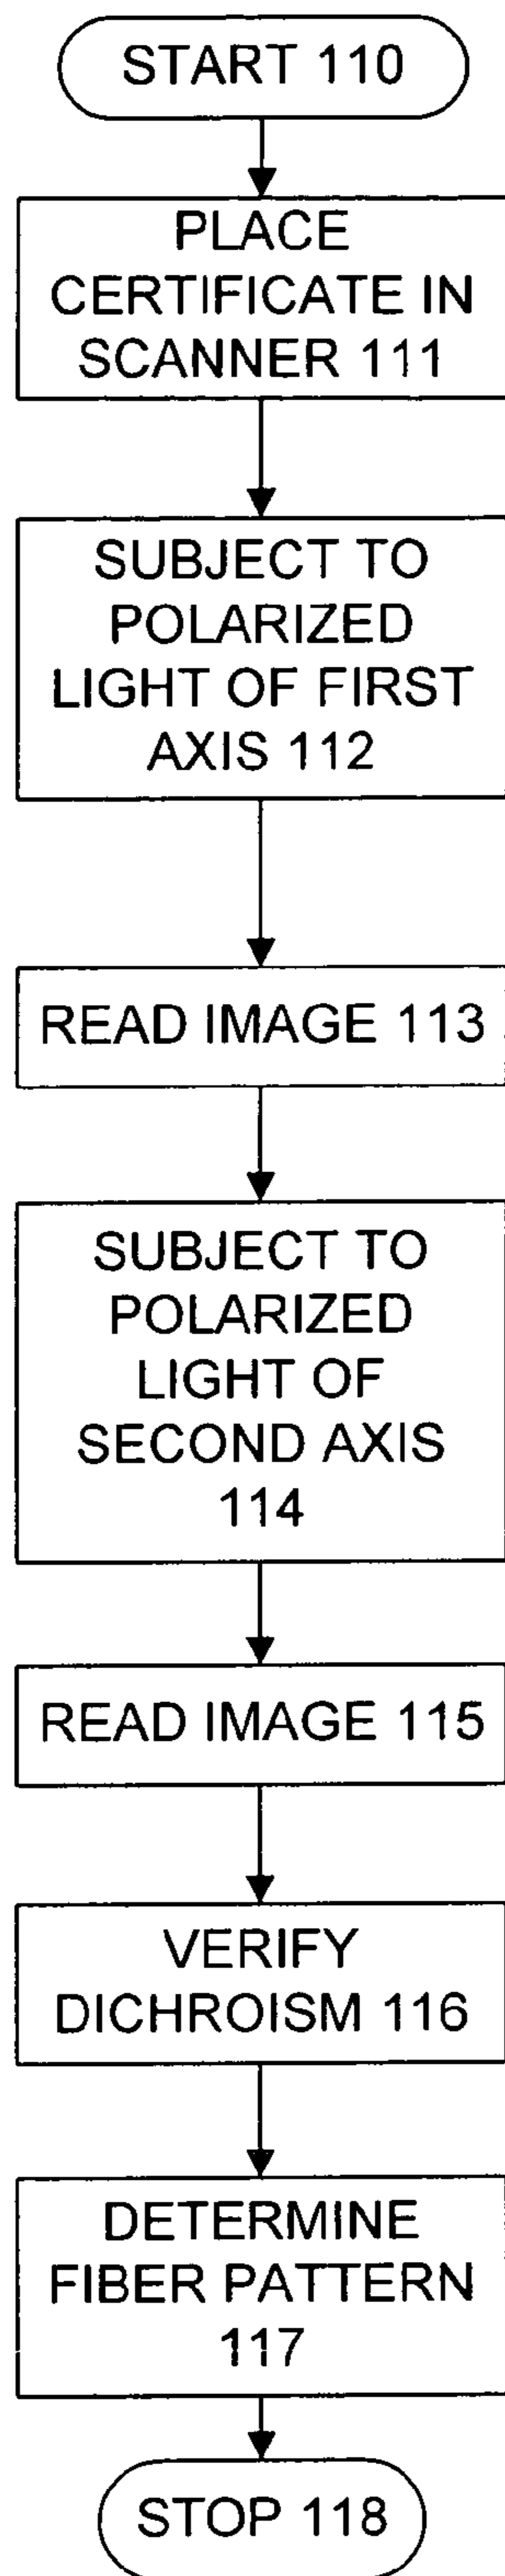 START 110
PLACE
CERTIFICATE IN
SCANNER 111
SUBJECT TO
POLARIZED
LIGHT OF FIRST
AXIS 112
READ IMAGE 113
SUBJECT TO
POLARIZED
LIGHT OF
SECOND AXIS
114
READ IMAGE 115
VERIFY
DICHROISM 116
DETERMINE
FIBER PATTERN
117
STOP 118